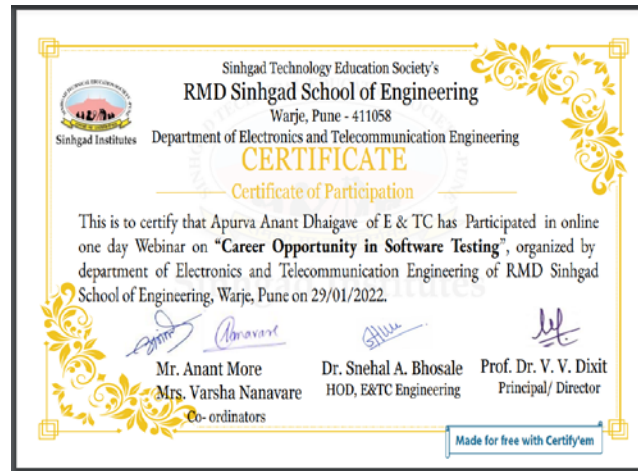 Sinhgad Technology Education Society's
RMD Sinhgad School of Engineering
Warje, Pune - 411058
Department of Electronics and Telecommunication Engineering
Sinhgad Institutes
CERTIFICATE
Certificate of Participation
This is to certify that Apurva Anant Dhaigave of E & TC has Participated in online
one day Webinar on “Career Opportunity in Software Testing”, organized by
department of Electronics and Telecommunication Engineering of RMD Sinhgad
School of Engineering, Warje, Pune on 29/01/2022.
Mr. Anant More
Mrs. Varsha Nanavare
Co- ordinators
Dr. Snehal A. Bhosale
HOD, E&TC Engineering
Prof. Dr. V. V. Dixit
Principal/ Director
Made for free with Certify'em